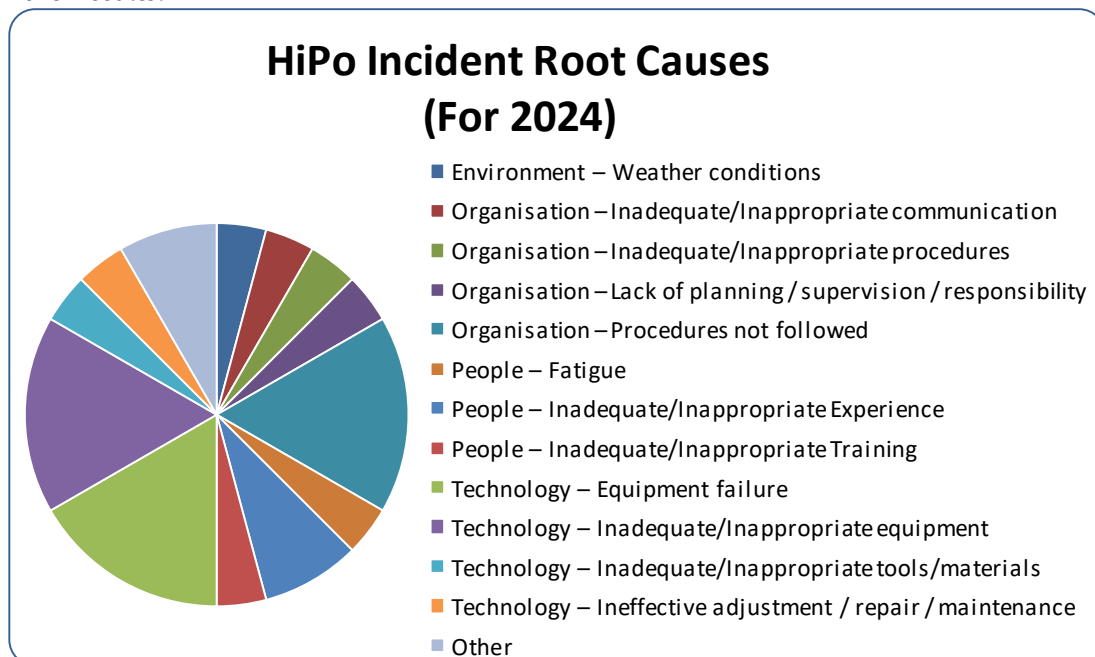 HiPo Incident Root Causes
(For 2024)
Environment – Weather conditions
Organisation – Inadequate/Inappropriate communication
Organisation – Inadequate/Inappropriate procedures
Organisation – Lack of planning / supervision / responsibility
Organisation – Procedures not followed
People – Fatigue
People – Inadequate/Inappropriate Experience
People – Inadequate/Inappropriate Training
Technology – Equipment failure
Technology – Inadequate/Inappropriate equipment
Technology – Inadequate/Inappropriate tools/materials
Technology – Ineffective adjustment / repair / maintenance
Other